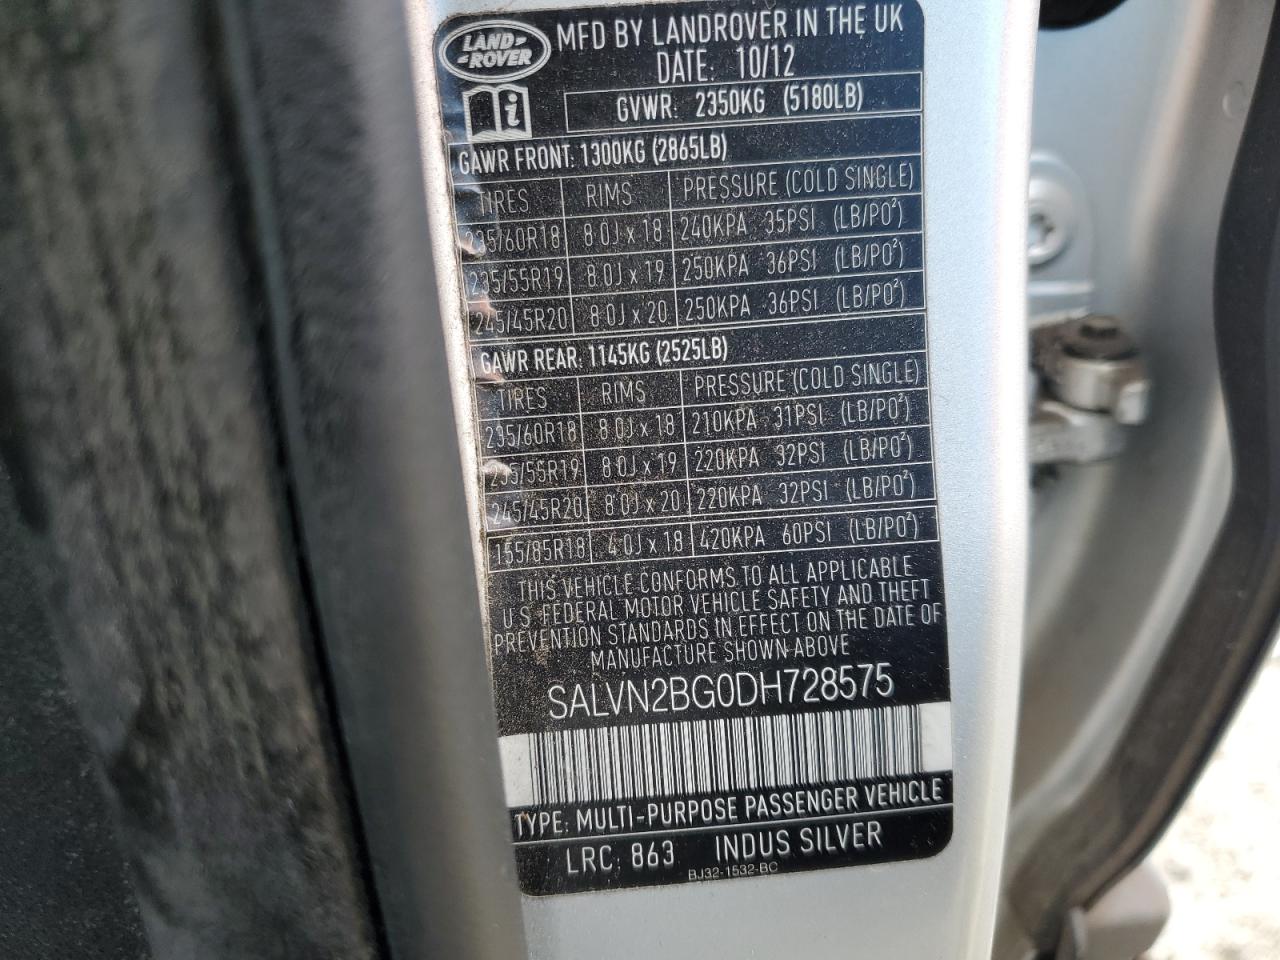 LAND-ROVER
MFD BY LANDROVER IN THE UK
DATE: 10/12
GVWR: 2350KG (5180LB)
GAWR FRONT: 1300KG (2865LB)
TIRES RIMS PRESSURE (COLD SINGLE)
235/60R18 8.0J x 18 240KPA 35PSI (LB/PO²)
235/55R19 8.0J x 19 250KPA 36PSI (LB/PO²)
245/45R20 8.0J x 20 250KPA 36PSI (LB/PO²)
GAWR REAR: 1145KG (2525LB)
TIRES RIMS PRESSURE (COLD SINGLE)
235/60R18 8.0J x 18 210KPA 31PSI (LB/PO²)
235/55R19 8.0J x 19 220KPA 32PSI (LB/PO²)
245/45R20 8.0J x 20 220KPA 32PSI (LB/PO²)
155/85R18 4.0J x 18 420KPA 60PSI (LB/PO²)
THIS VEHICLE CONFORMS TO ALL APPLICABLE
U.S. FEDERAL MOTOR VEHICLE SAFETY AND THEFT
PREVENTION STANDARDS IN EFFECT ON THE DATE OF
MANUFACTURE SHOWN ABOVE
SALVN2BG0DH728575
TYPE: MULTI-PURPOSE PASSENGER VEHICLE
LRC: 863 INDUS SILVER
BJ32-1532-BC